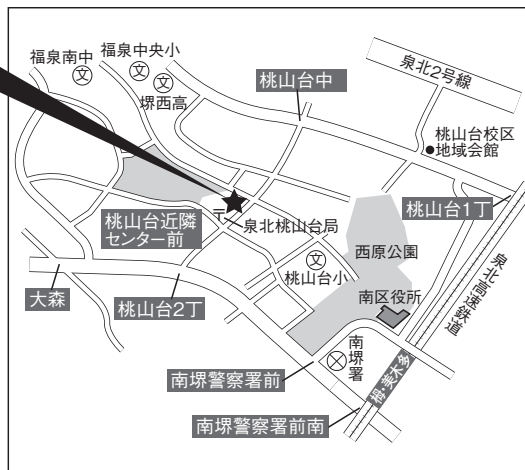 福泉南中
福泉中央小
文
文
文
堺西高
桃山台中
泉北2号線
桃山台校区
地域会館
〒
泉北桃山台局
桃山台近隣
センター前
桃山台1丁
西原公園
泉北高速鉄道
文
桃山台小
大森
桃山台2丁
南区役所
南堺署
南堺警察署前
栂・美木多
南堺警察署前南